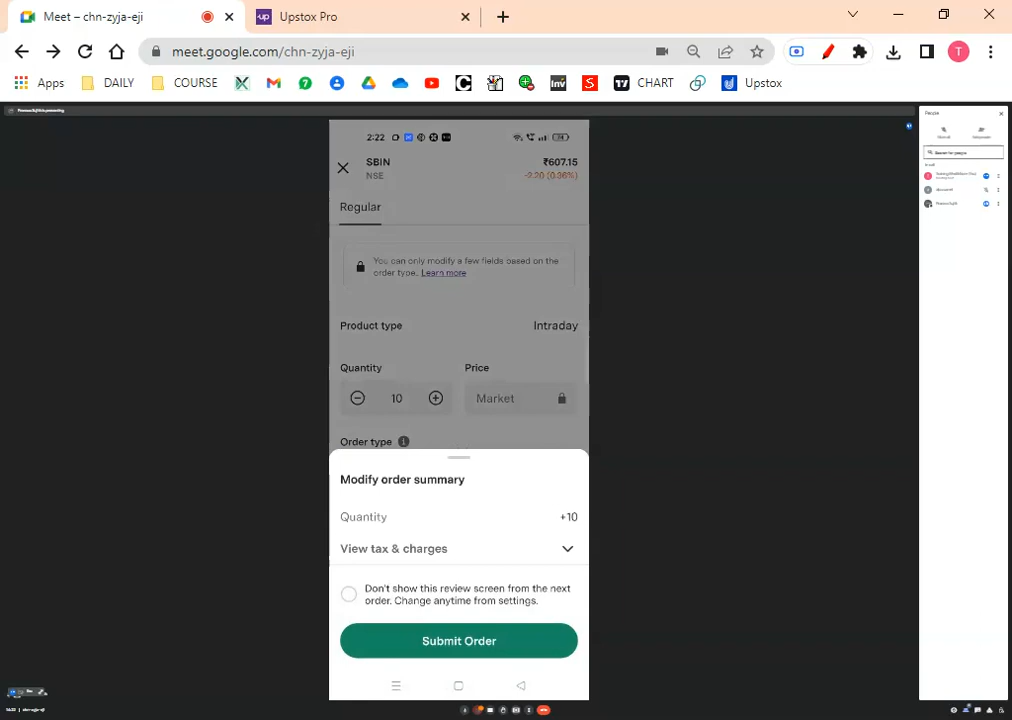 Meet – chn-zyja-eji
up
Upstox Pro
meet.google.com/chn-zyja-eji
T
Apps
DAILY
COURSE
CHART
Upstox
People
2:22
SBIN
₹607.15
NSE
-2.20 (0.36%)
Regular
You can only modify a few fields based on the
order type. Learn more
Product type
Intraday
Quantity
Price
10
Market
Order type
Modify order summary
Quantity
+10
View tax & charges
Don't show this review screen from the next
order. Change anytime from settings.
Submit Order